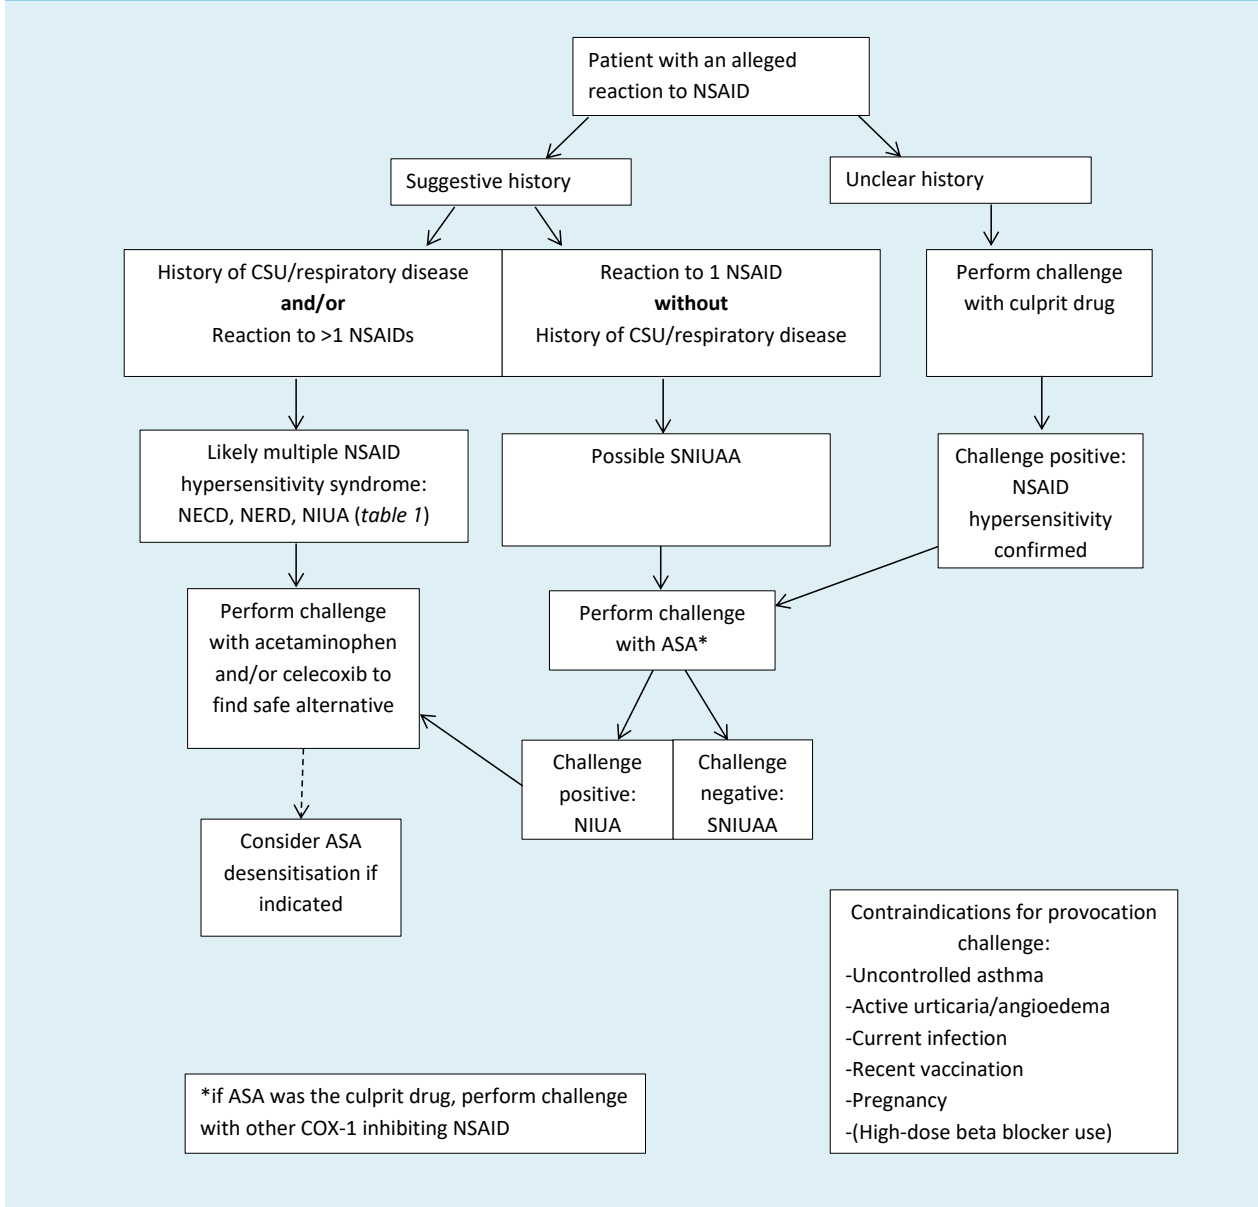 Patient with an alleged
reaction to NSAID
Suggestive history
Unclear history
History of CSU/respiratory disease
and/or
Reaction to >1 NSAIDs
Reaction to 1 NSAID
without
History of CSU/respiratory disease
Perform challenge
with culprit drug
Likely multiple NSAID
hypersensitivity syndrome:
NECD, NERD, NIUA (table 1)
Possible SNIUAA
Challenge positive:
NSAID
hypersensitivity
confirmed
Perform challenge
with acetaminophen
and/or celecoxib to
find safe alternative
Perform challenge
with ASA*
Challenge
positive:
NIUA
Challenge
negative:
SNIUAA
Consider ASA
desensitisation if
indicated
Contraindications for provocation
challenge:
-Uncontrolled asthma
-Active urticaria/angioedema
-Current infection
-Recent vaccination
-Pregnancy
-(High-dose beta blocker use)
*if ASA was the culprit drug, perform challenge
with other COX-1 inhibiting NSAID